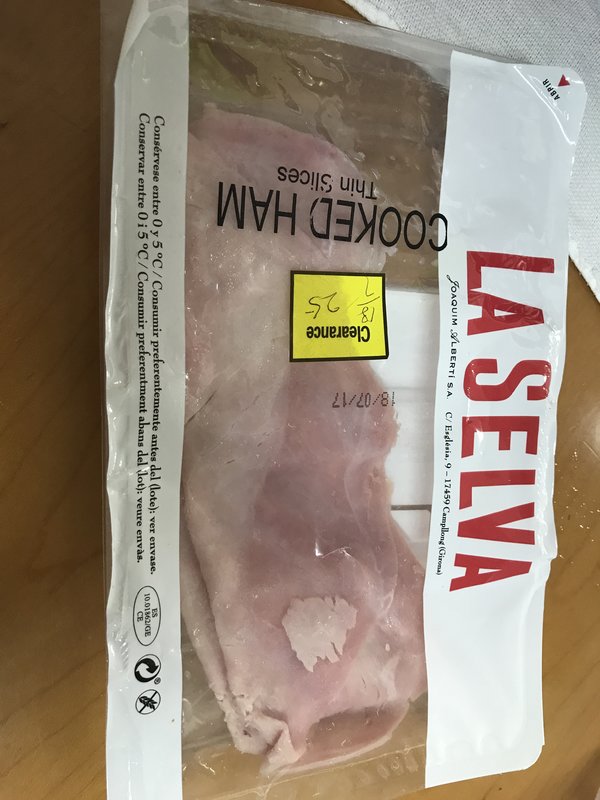 ABRIR
LA SELVA
JOAQUIM ALBERTÍ S.A. C/ Església, 9 – 17459 Campllong (Girona)
COOKED HAM
Thin Slices
Clearance
18/7 25-
18/07/17
Consérvese entre 0 y 5 °C / Consumir preferentemente antes del (lote): ver envase.
Conservar entre 0 i 5 °C / Consumir preferentment abans del (lot): veure envàs.
ES
10.01862/GE
CE